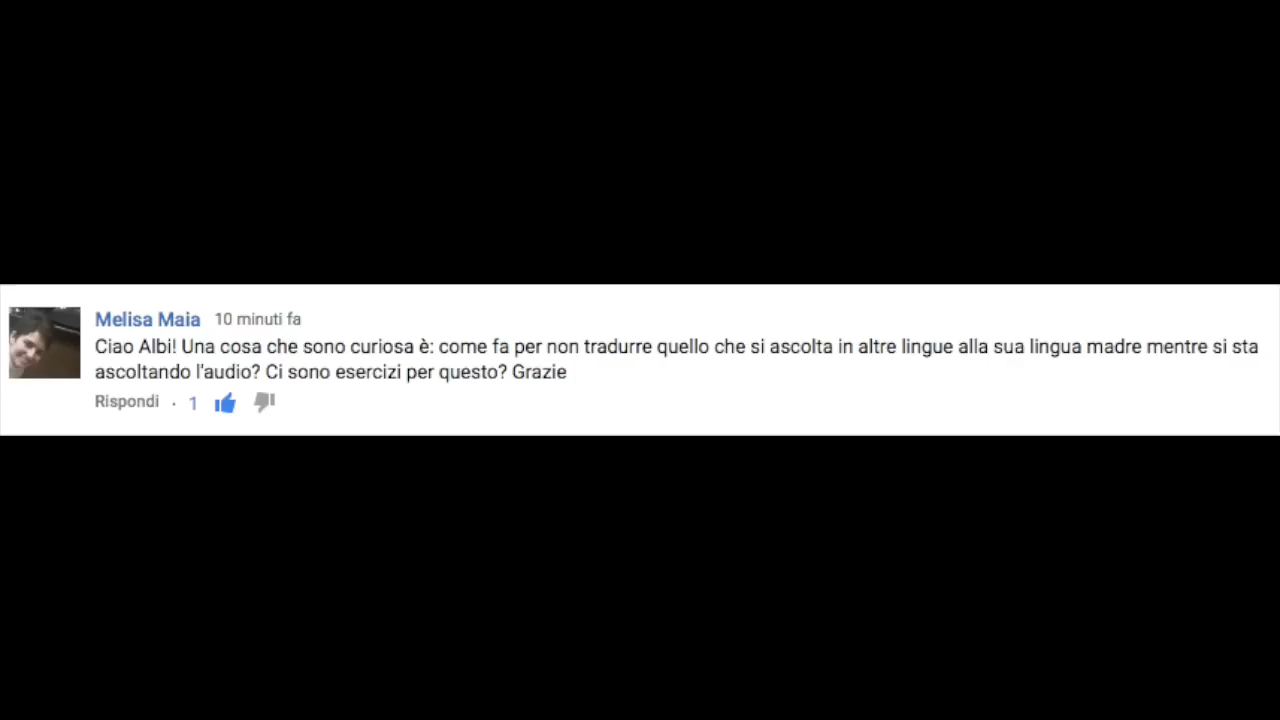 Melisa Maia 10 minuti fa
Ciao Albi! Una cosa che sono curiosa è: come fa per non tradurre quello che si ascolta in altre lingue alla sua lingua madre mentre si sta
ascoltando l'audio? Ci sono esercizi per questo? Grazie
Rispondi · 1